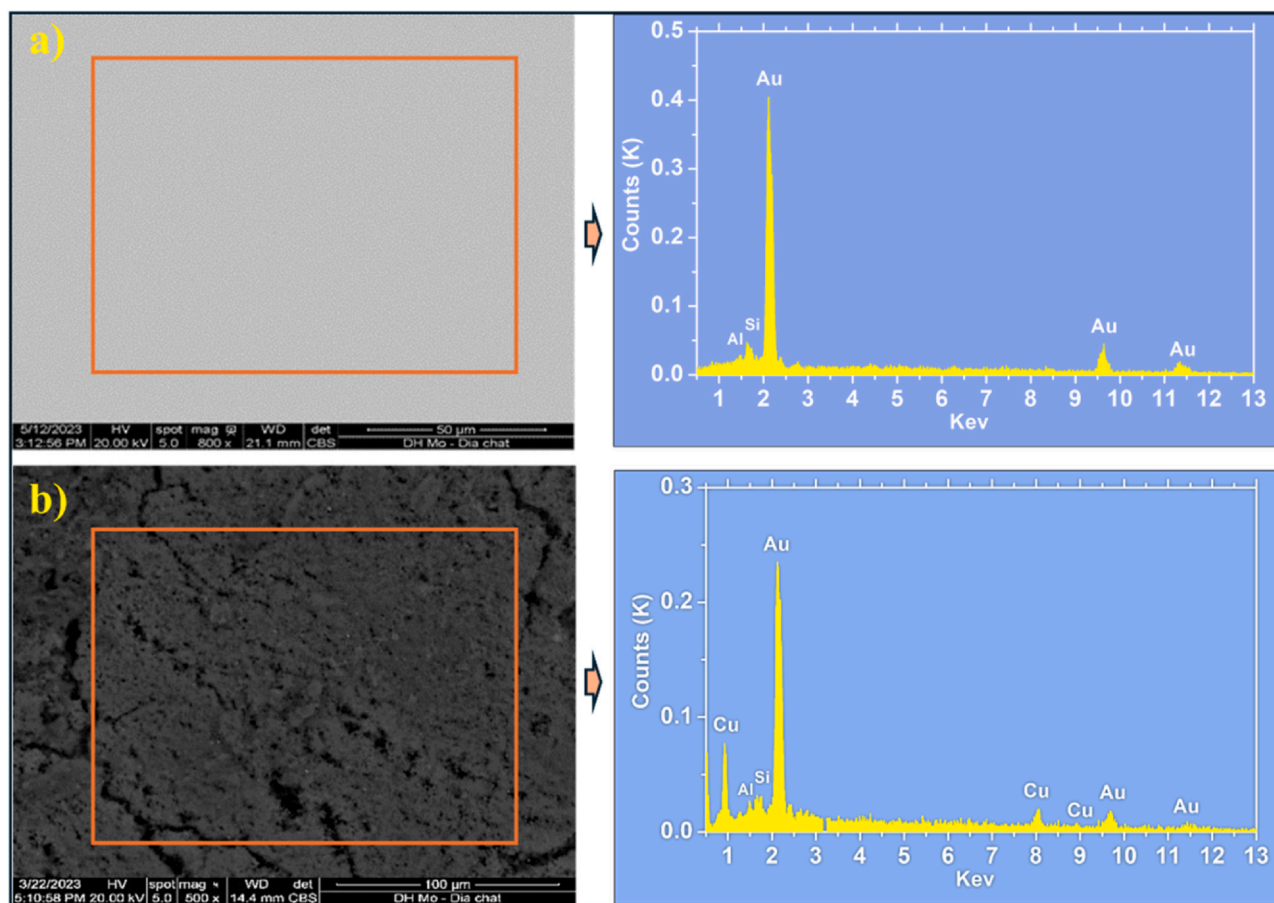 a)
5/12/2023 HV spot mag WD det 50 µm
3:12:56 PM 20.00 kV 5.0 800 x 21.1 mm CBS DH Mo - Dia chat
0.5
0.4
0.3
0.2
0.1
0.0
Counts (K)
Au
Al
Si
Au
Au
1 2 3 4 5 6 7 8 9 10 11 12 13
Kev
b)
3/22/2023 HV spot mag WD det 100 µm
5:10:58 PM 20.00 kV 5.0 500 x 14.4 mm CBS DH Mo - Dia chat
0.3
0.2
0.1
0.0
Counts (K)
Au
Cu
Al
Si
Cu
Cu
Au
Au
1 2 3 4 5 6 7 8 9 10 11 12 13
Kev